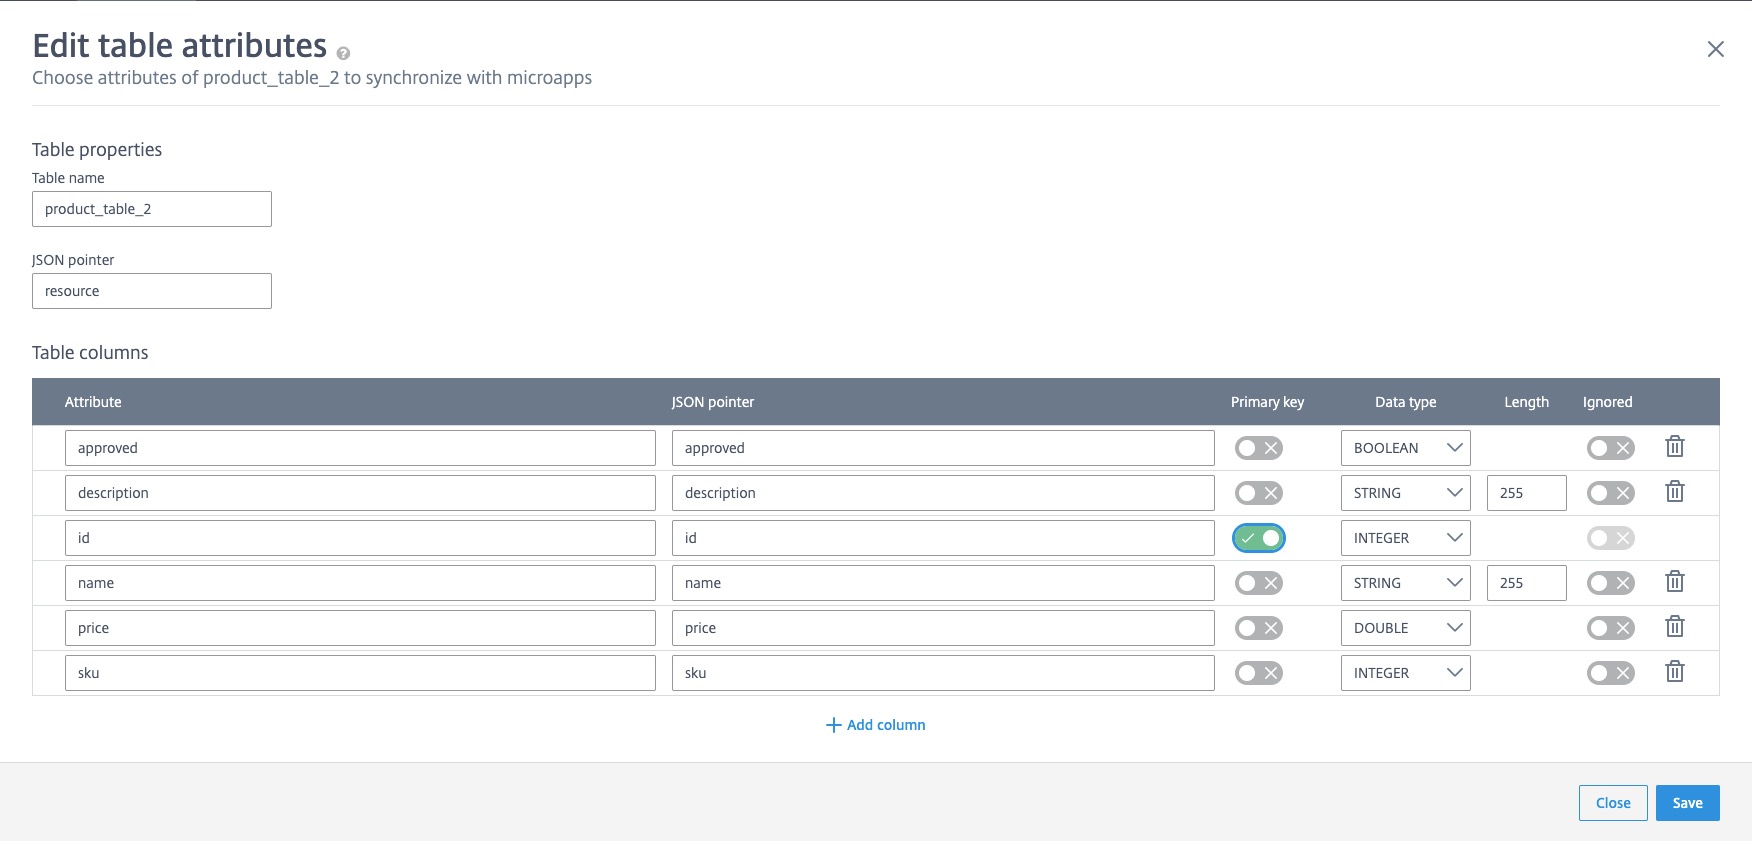 Edit table attributes ?
Choose attributes of product_table_2 to synchronize with microapps
Table properties
Table name
product_table_2
JSON pointer
resource
Table columns
Attribute JSON pointer Primary key Data type Length Ignored
approved approved BOOLEAN
description description STRING 255
id id INTEGER
name name STRING 255
price price DOUBLE
sku sku INTEGER
Add column
Close Save